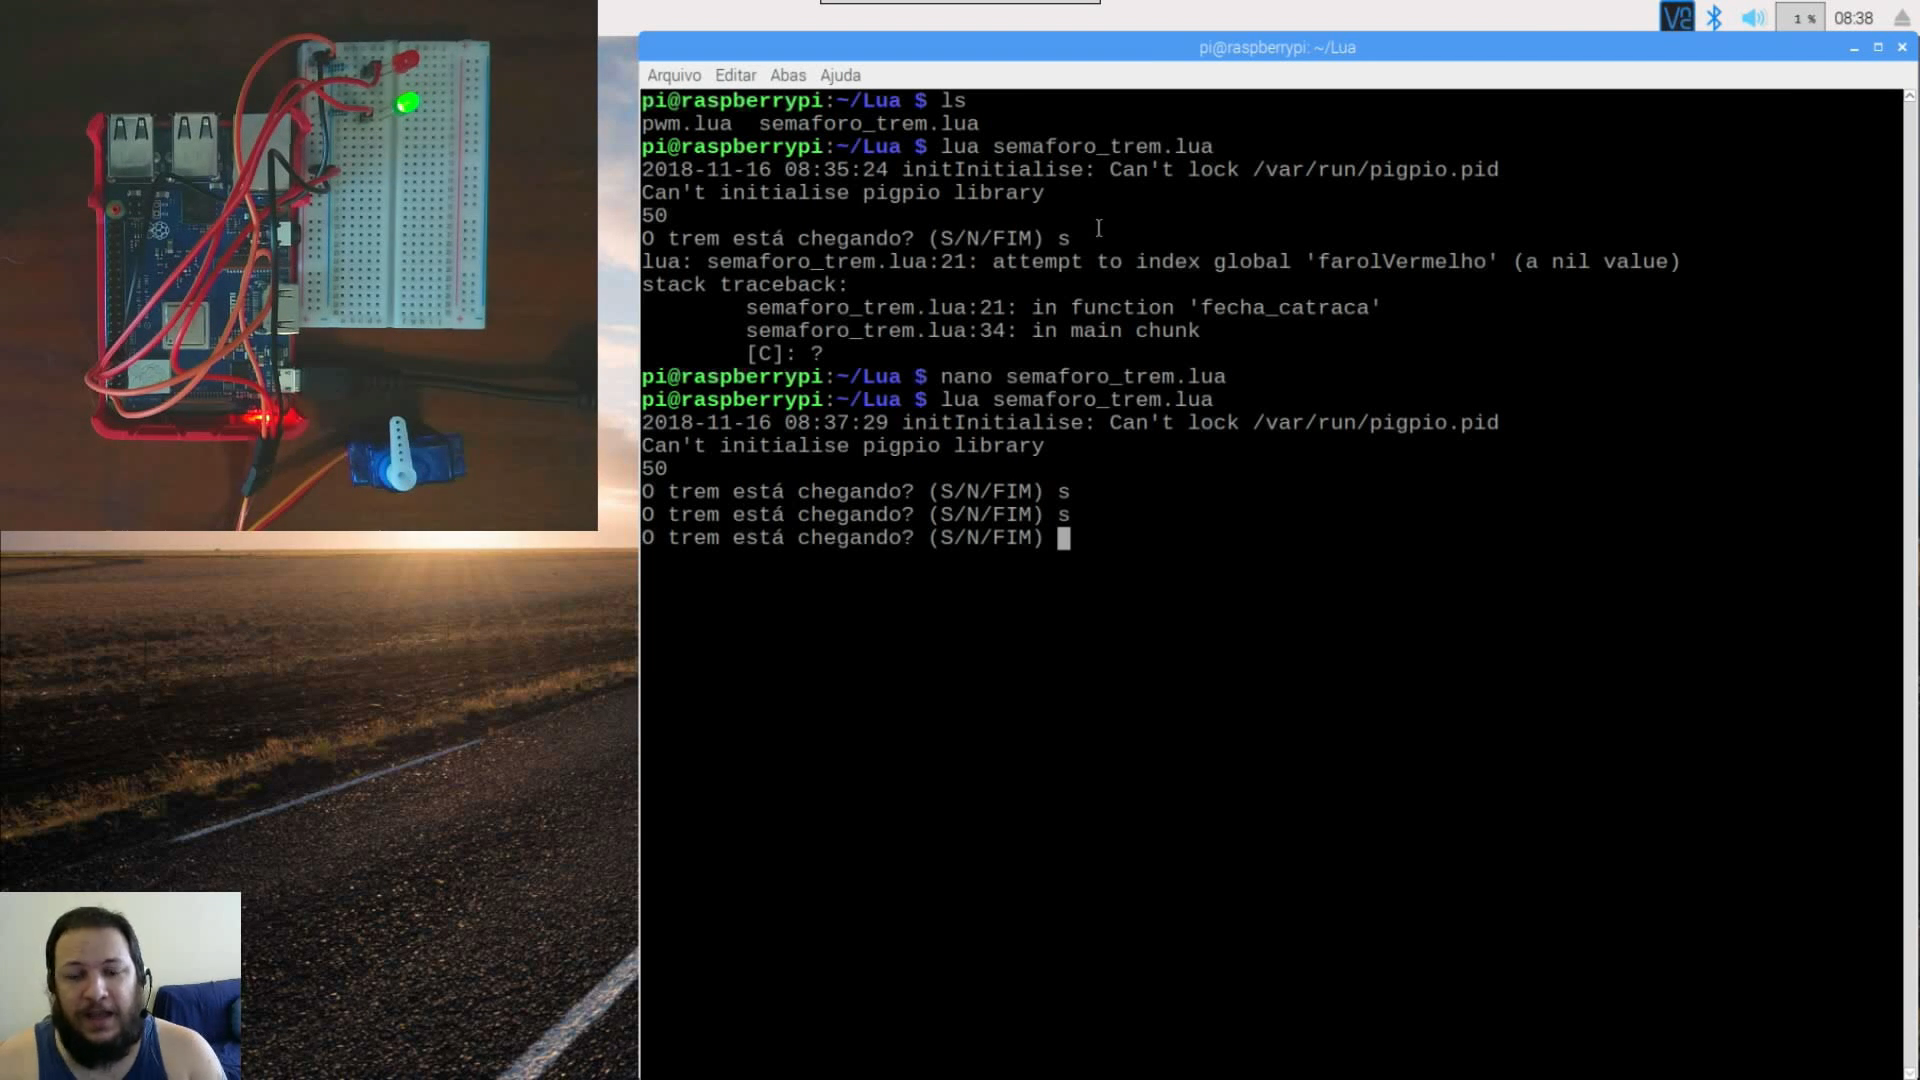 1 %
08:38
pi@raspberrypi: ~/Lua
Arquivo Editar Abas Ajuda
pi@raspberrypi:~/Lua $ ls
pwm.lua  semaforo_trem.lua
pi@raspberrypi:~/Lua $ lua semaforo_trem.lua
2018-11-16 08:35:24 initInitialise: Can't lock /var/run/pigpio.pid
Can't initialise pigpio library
50
O trem está chegando? (S/N/FIM) s
lua: semaforo_trem.lua:21: attempt to index global 'farolVermelho' (a nil value)
stack traceback:
        semaforo_trem.lua:21: in function 'fecha_catraca'
        semaforo_trem.lua:34: in main chunk
        [C]: ?
pi@raspberrypi:~/Lua $ nano semaforo_trem.lua
pi@raspberrypi:~/Lua $ lua semaforo_trem.lua
2018-11-16 08:37:29 initInitialise: Can't lock /var/run/pigpio.pid
Can't initialise pigpio library
50
O trem está chegando? (S/N/FIM) s
O trem está chegando? (S/N/FIM) s
O trem está chegando? (S/N/FIM)